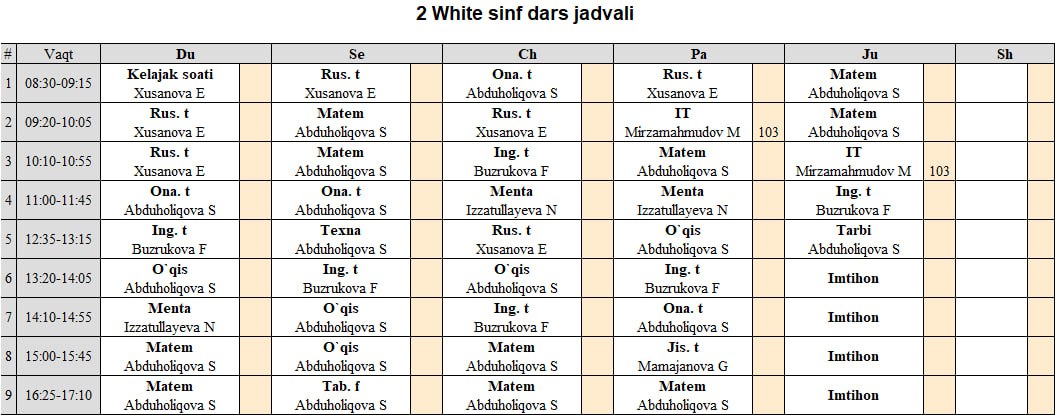 2 White sinf dars jadvali
# Vaqt Du Se Ch Pa Ju Sh
1 08:30-09:15 Kelajak soati Rus. t Ona. t Rus. t Matem
Xusanova E Xusanova E Abduholiqova S Xusanova E Abduholiqova S
2 09:20-10:05 Rus. t Matem Rus. t IT Matem
Xusanova E Abduholiqova S Xusanova E Mirzamahmudov M 103 Abduholiqova S
3 10:10-10:55 Rus. t Matem Ing. t Matem IT
Xusanova E Abduholiqova S Buzrukova F Abduholiqova S Mirzamahmudov M 103
4 11:00-11:45 Ona. t Ona. t Menta Menta Ing. t
Abduholiqova S Abduholiqova S Izzatullayeva N Izzatullayeva N Buzrukova F
5 12:35-13:15 Ing. t Texna Rus. t O`qis Tarbi
Buzrukova F Abduholiqova S Xusanova E Abduholiqova S Abduholiqova S
6 13:20-14:05 O`qis Ing. t O`qis Ing. t Imtihon
Abduholiqova S Buzrukova F Abduholiqova S Buzrukova F
7 14:10-14:55 Menta O`qis Ing. t Ona. t Imtihon
Izzatullayeva N Abduholiqova S Buzrukova F Abduholiqova S
8 15:00-15:45 Matem O`qis Matem Jis. t Imtihon
Abduholiqova S Abduholiqova S Abduholiqova S Mamajanova G
9 16:25-17:10 Matem Tab. f Matem Matem Imtihon
Abduholiqova S Abduholiqova S Abduholiqova S Abduholiqova S